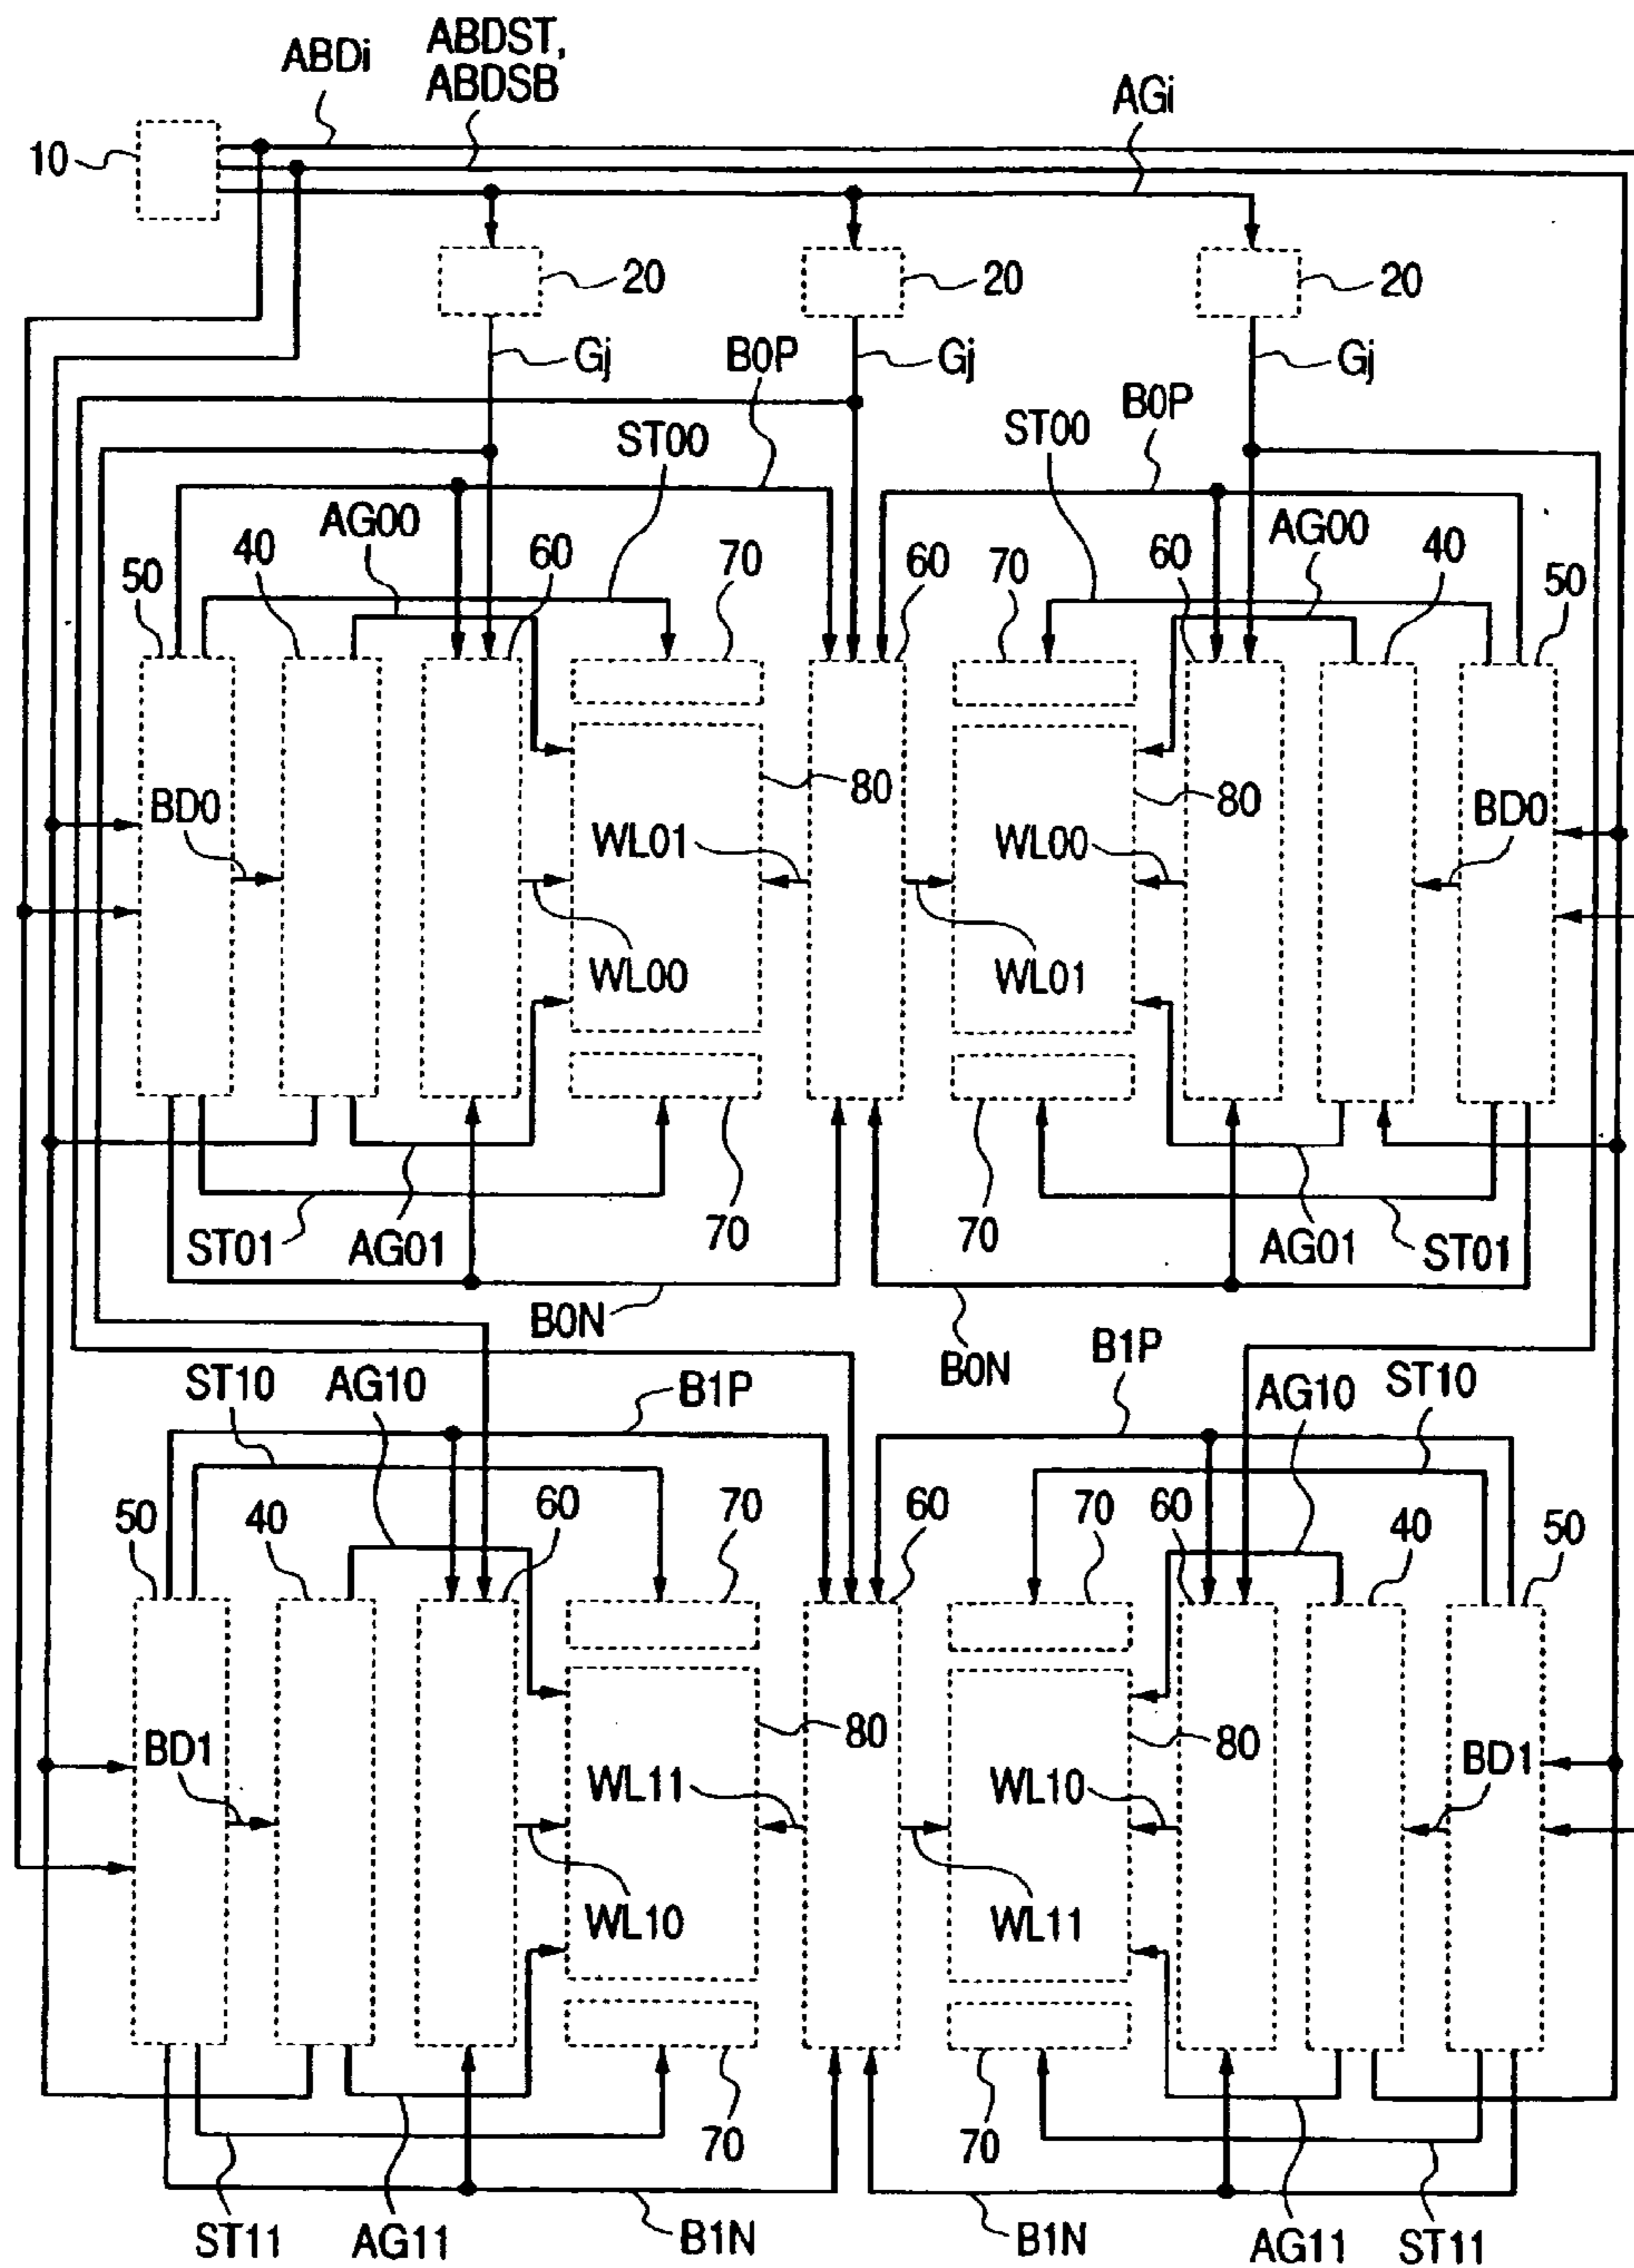 ABDi
ABDST,
ABDSB
AGi
10
20
20
20
Gj
B0P
Gj
Gj
B0P
ST00
ST00
AG00
AG00
50
40
60
70
60
70
60
40
50
80
80
BD0
WL01
WL00
BD0
WL00
WL01
ST01
AG01
70
70
AG01
ST01
B0N
B0N
ST10
AG10
B1P
B1P
AG10
ST10
50
40
60
70
60
70
60
40
50
80
80
BD1
WL11
WL10
BD1
WL10
WL11
70
70
ST11
AG11
B1N
B1N
AG11
ST11